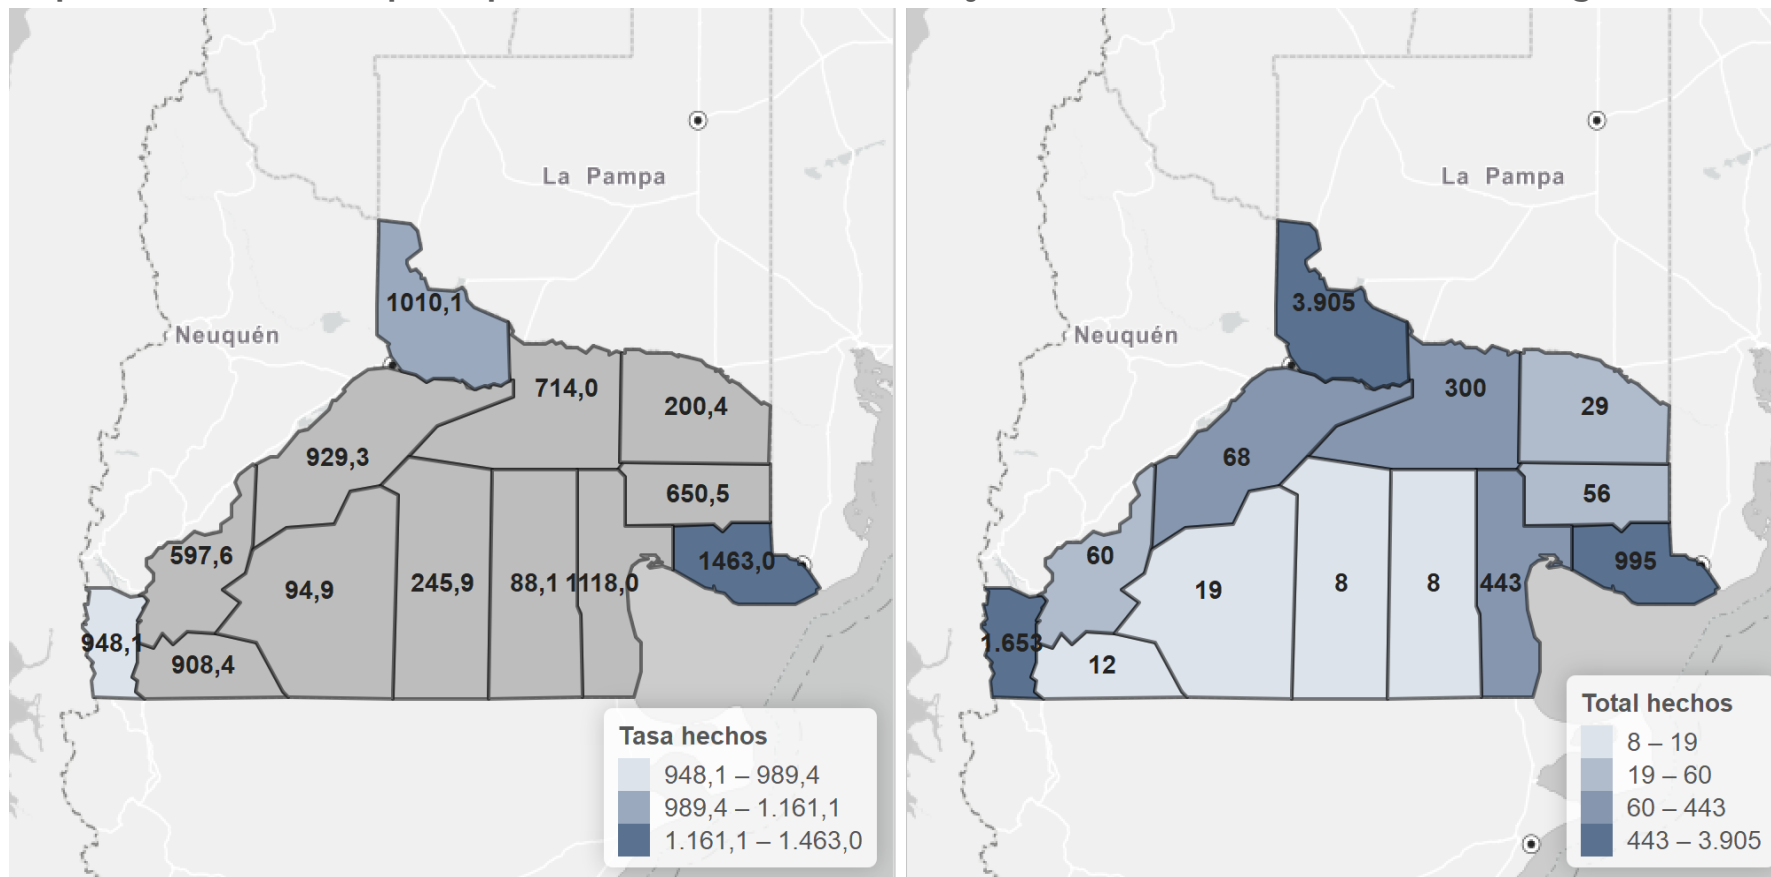 La Pampa
1010,1
Neuquén
714,0
200,4
929,3
650,5
597,6
1463,0
94,9
245,9
88,1
1118,0
948,1
908,4
Tasa hechos
948,1 – 989,4
989,4 – 1.161,1
1.161,1 – 1.463,0
La Pampa
3.905
Neuquén
300
29
68
56
60
995
19
8
8
443
1.653
12
Total hechos
8 – 19
19 – 60
60 – 443
443 – 3.905